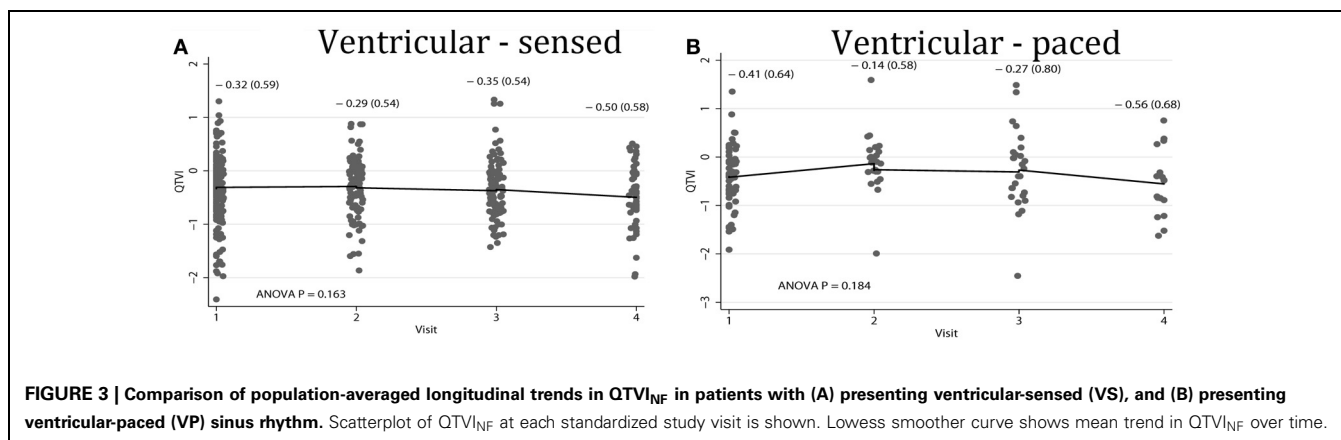 A Ventricular - sensed
2
– 0.32 (0.59)
– 0.29 (0.54)
– 0.35 (0.54)
– 0.50 (0.58)
1
0
QTVI
–1
–2
ANOVA P = 0.163
1 2 3 4
Visit
B Ventricular - paced
2
– 0.41 (0.64)
– 0.14 (0.58)
– 0.27 (0.80)
– 0.56 (0.68)
1
0
QTVI
–1
–2
–3
ANOVA P = 0.184
1 2 3 4
Visit
FIGURE 3 | Comparison of population-averaged longitudinal trends in QTVI_NF in patients with (A) presenting ventricular-sensed (VS), and (B) presenting
ventricular-paced (VP) sinus rhythm. Scatterplot of QTVI_NF at each standardized study visit is shown. Lowess smoother curve shows mean trend in QTVI_NF over time.